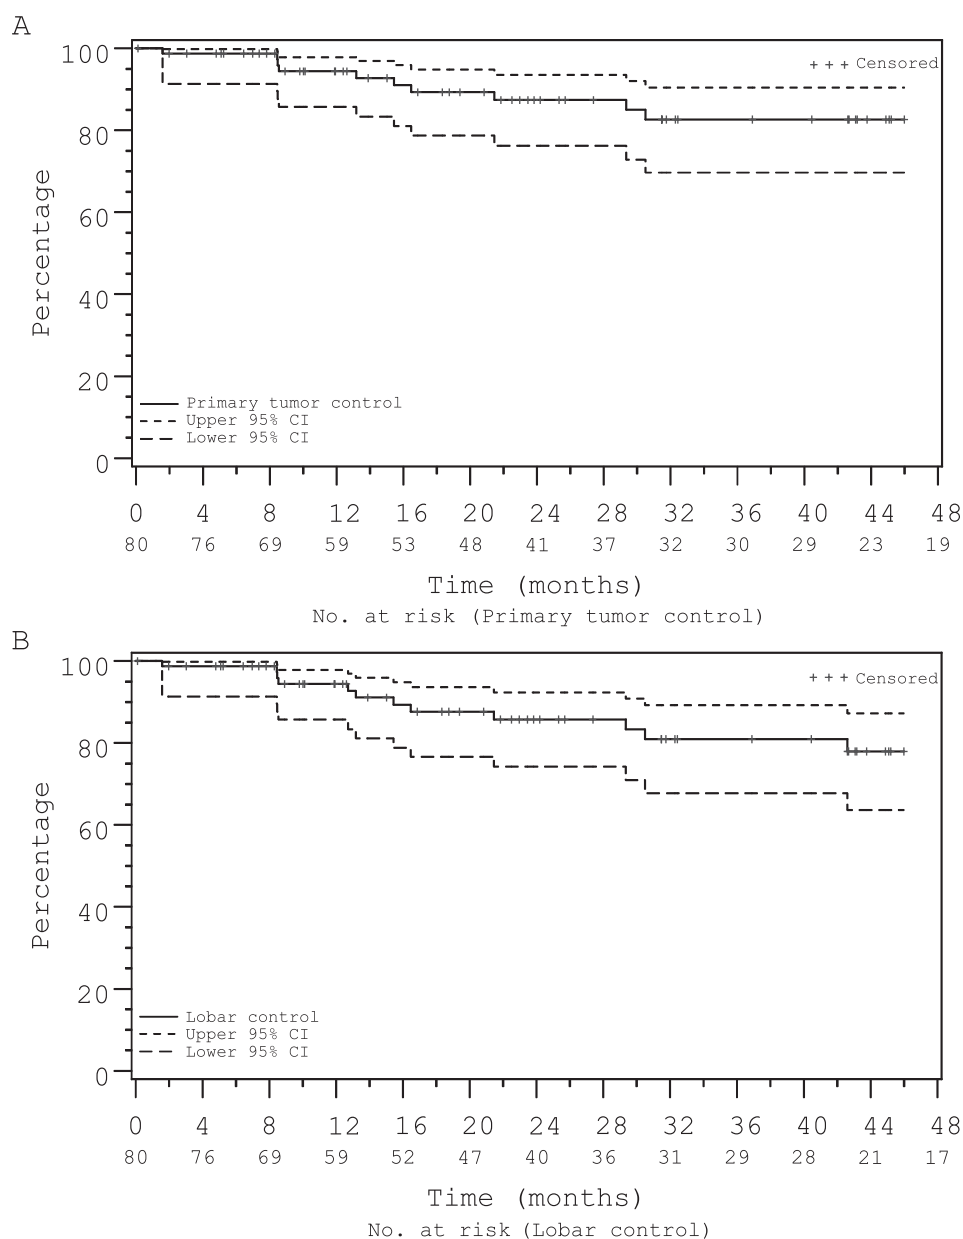 A
100
80
60
40
20
0
Percentage
+ + + Censored
Primary tumor control
Upper 95% CI
Lower 95% CI
0 4 8 12 16 20 24 28 32 36 40 44 48
80 76 69 59 53 48 41 37 32 30 29 23 19
Time (months)
No. at risk (Primary tumor control)
B
100
80
60
40
20
0
Percentage
+ + + Censored
Lobar control
Upper 95% CI
Lower 95% CI
0 4 8 12 16 20 24 28 32 36 40 44 48
80 76 69 59 52 47 40 36 31 29 28 21 17
Time (months)
No. at risk (Lobar control)